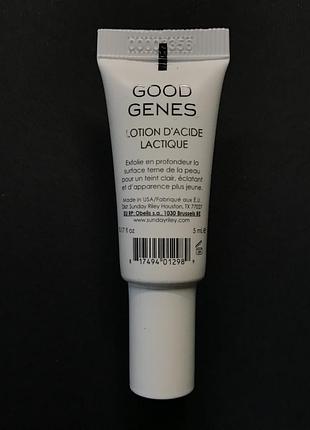 GOOD
GENES
LOTION D'ACIDE
LACTIQUE
Exfolie en profondeur la
surface terne de la peau
pour un teint clair, éclatant
et d'apparence plus jeune.
Made in USA/Fabriqué aux É.U.
Dist: Sunday Riley Houston, TX 77027
EU RP: Obelis s.a., 1030 Brussels BE
www.sundayriley.com
0.17 fl oz 5 ml e
8 17494 01298 9